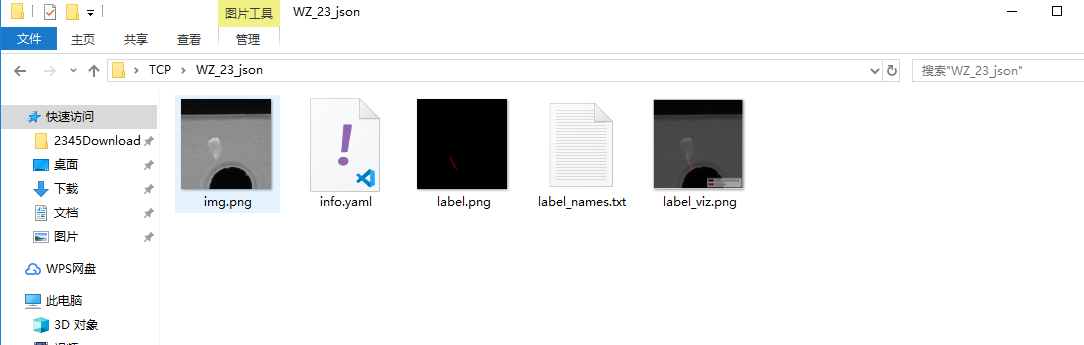 图片工具
WZ_23_json
文件
主页
共享
查看
管理
TCP
WZ_23_json
搜索"WZ_23_json"
快速访问
2345Download
桌面
下载
文档
图片
WPS网盘
此电脑
3D 对象
img.png
info.yaml
label.png
label_names.txt
label_viz.png